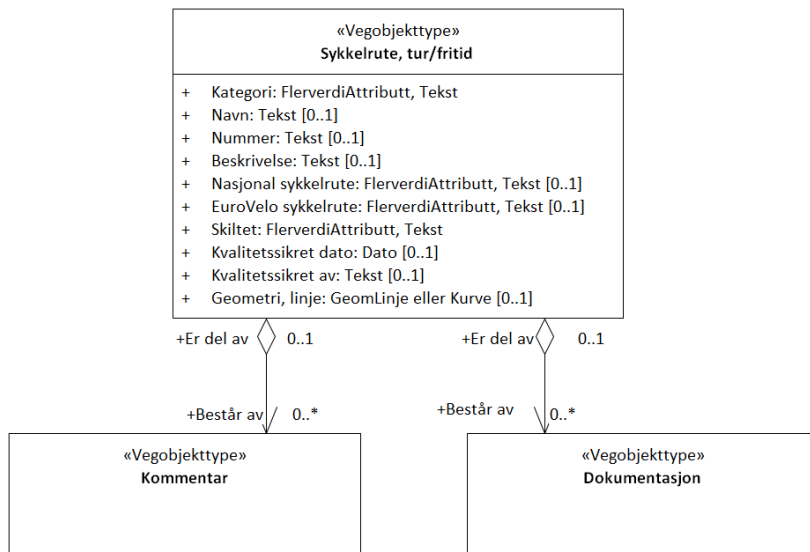 «Vegobjekttype»
Sykkelrute, tur/fritid
+ Kategori: FlerverdiAttributt, Tekst
+ Navn: Tekst [0..1]
+ Nummer: Tekst [0..1]
+ Beskrivelse: Tekst [0..1]
+ Nasjonal sykkelrute: FlerverdiAttributt, Tekst [0..1]
+ EuroVelo sykkelrute: FlerverdiAttributt, Tekst [0..1]
+ Skiltet: FlerverdiAttributt, Tekst
+ Kvalitetssikret dato: Dato [0..1]
+ Kvalitetssikret av: Tekst [0..1]
+ Geometri, linje: GeomLinje eller Kurve [0..1]
+Er del av 0..1
+Er del av 0..1
+Består av 0..*
+Består av 0..*
«Vegobjekttype»
Kommentar
«Vegobjekttype»
Dokumentasjon